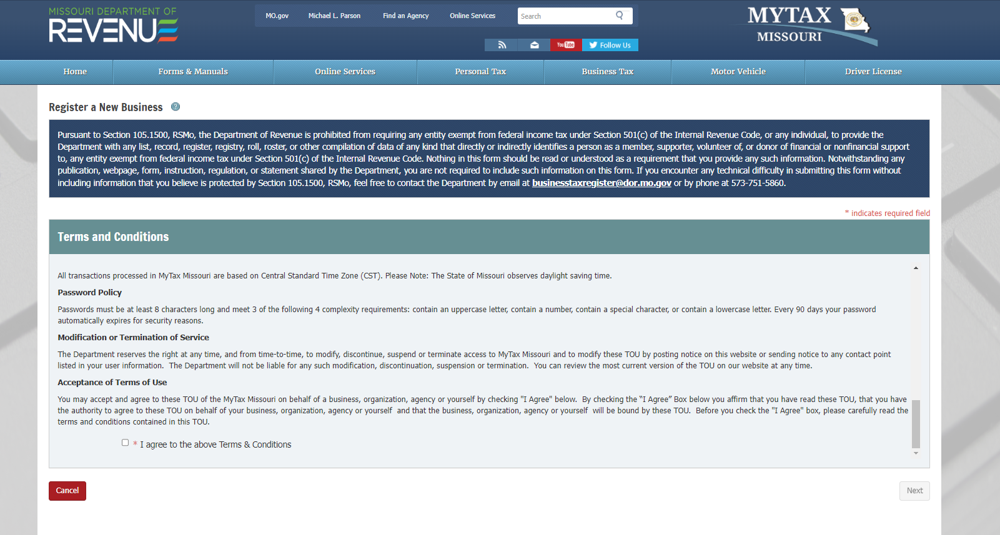 MISSOURI DEPARTMENT OF
REVENUE
MO.gov
Michael L. Parson
Find an Agency
Online Services
Search
You Tube
Follow Us
MYTAX
MISSOURI
Home
Forms & Manuals
Online Services
Personal Tax
Business Tax
Motor Vehicle
Driver License
Register a New Business
?
Pursuant to Section 105.1500, RSMo, the Department of Revenue is prohibited from requiring any entity exempt from federal income tax under Section 501(c) of the Internal Revenue Code, or any individual, to provide the
Department with any list, record, register, registry, roll, roster, or other compilation of data of any kind that directly or indirectly identifies a person as a member, supporter, volunteer of, or donor of financial or nonfinancial support
to, any entity exempt from federal income tax under Section 501(c) of the Internal Revenue Code. Nothing in this form should be read or understood as a requirement that you provide any such information. Notwithstanding any
publication, webpage, form, instruction, regulation, or statement shared by the Department, you are not required to include such information on this form. If you encounter any technical difficulty in submitting this form without
including information that you believe is protected by Section 105.1500, RSMo, feel free to contact the Department by email at businesstaxregister@dor.mo.gov or by phone at 573-751-5860.
* indicates required field
Terms and Conditions
All transactions processed in MyTax Missouri are based on Central Standard Time Zone (CST). Please Note: The State of Missouri observes daylight saving time.
Password Policy
Passwords must be at least 8 characters long and meet 3 of the following 4 complexity requirements: contain an uppercase letter, contain a number, contain a special character, or contain a lowercase letter. Every 90 days your password
automatically expires for security reasons.
Modification or Termination of Service
The Department reserves the right at any time, and from time-to-time, to modify, discontinue, suspend or terminate access to MyTax Missouri and to modify these TOU by posting notice on this website or sending notice to any contact point
listed in your user information.  The Department will not be liable for any such modification, discontinuation, suspension or termination.  You can review the most current version of the TOU on our website at any time.
Acceptance of Terms of Use
You may accept and agree to these TOU of the MyTax Missouri on behalf of a business, organization, agency or yourself by checking "I Agree" below.  By checking the “I Agree” Box below you affirm that you have read these TOU, that you have
the authority to agree to these TOU on behalf of your business, organization, agency or yourself  and that the business, organization, agency or yourself  will be bound by these TOU.  Before you check the "I Agree" box, please carefully read the
terms and conditions contained in this TOU.
* I agree to the above Terms & Conditions
Cancel
Next